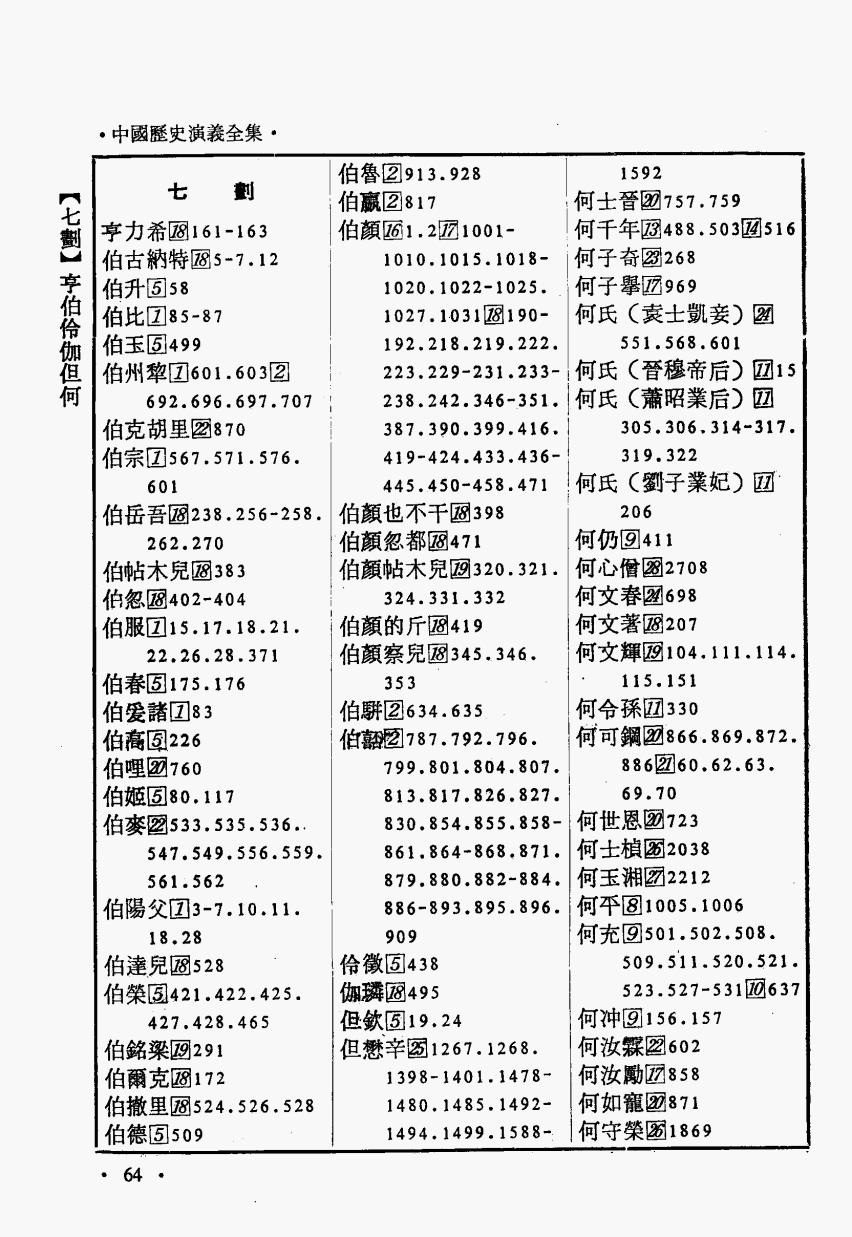 ·中國歷史演義全集·
【七劃】亨伯伶伽但何
七 劃
亨力希[18]161-163
伯古納特[18]5-7.12
伯升[5]58
伯比[1]85-87
伯玉[5]499
伯州犂[1]601.603[2]
692.696.697.707
伯克胡里[22]870
伯宗[1]567.571.576.
601
伯岳吾[18]238.256-258.
262.270
伯帖木兒[18]383
伯忽[18]402-404
伯服[1]15.17.18.21.
22.26.28.371
伯春[5]175.176
伯爰諸[1]83
伯高[5]226
伯哩[20]760
伯姬[5]80.117
伯麥[22]533.535.536.
547.549.556.559.
561.562
伯陽父[1]3-7.10.11.
18.28
伯達兒[18]528
伯榮[5]421.422.425.
427.428.465
伯銘梁[19]291
伯爾克[18]172
伯撤里[18]524.526.528
伯德[5]509
伯魯[2]913.928
伯嬴[2]817
伯顏[16]1.2[17]1001-
1010.1015.1018-
1020.1022-1025.
1027.1031[18]190-
192.218.219.222.
223.229-231.233-
238.242.346-351.
387.390.399.416.
419-424.433.436-
445.450-458.471
伯顏也不干[18]398
伯顏忽都[18]471
伯顏帖木兒[19]320.321.
324.331.332
伯顏的斤[18]419
伯顏察兒[18]345.346.
353
伯駢[2]634.635
伯嚭[2]787.792.796.
799.801.804.807.
813.817.826.827.
830.854.855.858-
861.864-868.871.
879.880.882-884.
886-893.895.896.
909
伶徵[5]438
伽璘[18]495
但欽[5]19.24
但懋辛[25]1267.1268.
1398-1401.1478-
1480.1485.1492-
1494.1499.1588-
1592
何士晉[20]757.759
何千年[13]488.503[14]516
何子奇[23]268
何子舉[17]969
何氏（袁士凱妾）[24]
551.568.601
何氏（晉穆帝后）[11]15
何氏（蕭昭業后）[11]
305.306.314-317.
319.322
何氏（劉子業妃）[11]
206
何仍[9]411
何心僧[28]2708
何文春[24]698
何文著[18]207
何文輝[19]104.111.114.
115.151
何令孫[11]330
何可鋼[20]866.869.872.
886[21]60.62.63.
69.70
何世恩[20]723
何士楨[26]2038
何玉湘[27]2212
何平[8]1005.1006
何充[9]501.502.508.
509.511.520.521.
523.527-531[10]637
何冲[9]156.157
何汝霖[22]602
何汝勵[17]858
何如寵[20]871
何守榮[26]1869
· 64 ·